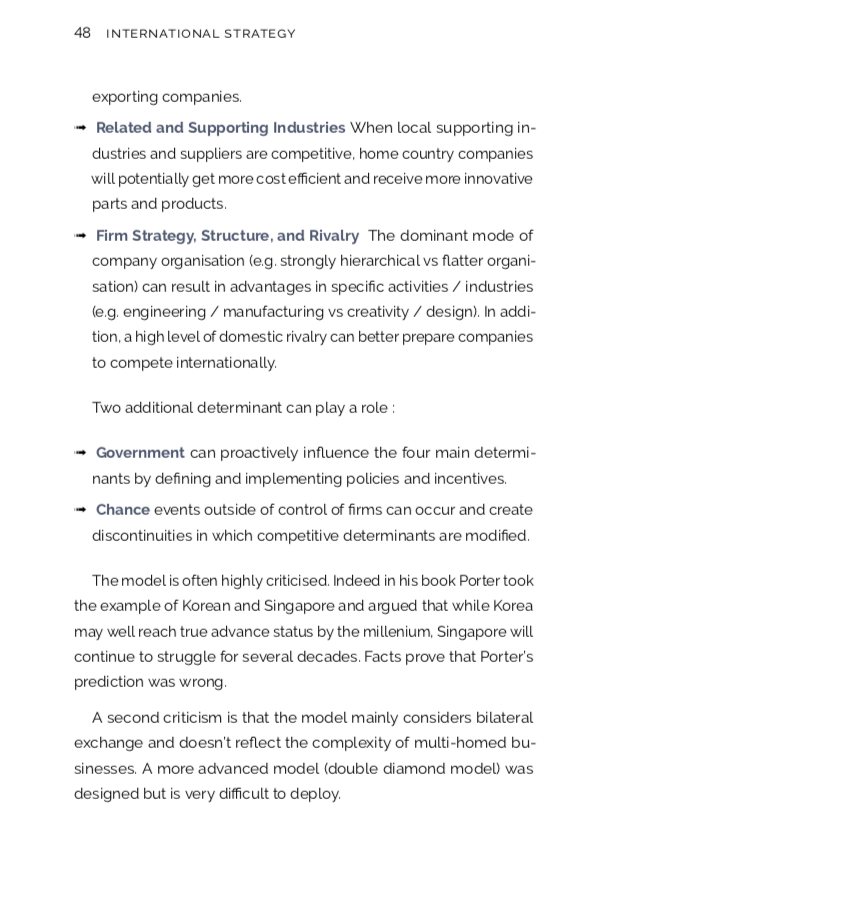 48 INTERNATIONAL STRATEGY
exporting companies.
➟ Related and Supporting Industries When local supporting in-
dustries and suppliers are competitive, home country companies
will potentially get more cost efficient and receive more innovative
parts and products.
➟ Firm Strategy, Structure, and Rivalry The dominant mode of
company organisation (e.g. strongly hierarchical vs flatter organi-
sation) can result in advantages in specific activities / industries
(e.g. engineering / manufacturing vs creativity / design). In addi-
tion, a high level of domestic rivalry can better prepare companies
to compete internationally.
Two additional determinant can play a role :
➟ Government can proactively influence the four main determi-
nants by defining and implementing policies and incentives.
➟ Chance events outside of control of firms can occur and create
discontinuities in which competitive determinants are modified.
The model is often highly criticised. Indeed in his book Porter took
the example of Korean and Singapore and argued that while Korea
may well reach true advance status by the millenium, Singapore will
continue to struggle for several decades. Facts prove that Porter's
prediction was wrong.
A second criticism is that the model mainly considers bilateral
exchange and doesn't reflect the complexity of multi-homed bu-
sinesses. A more advanced model (double diamond model) was
designed but is very difficult to deploy.